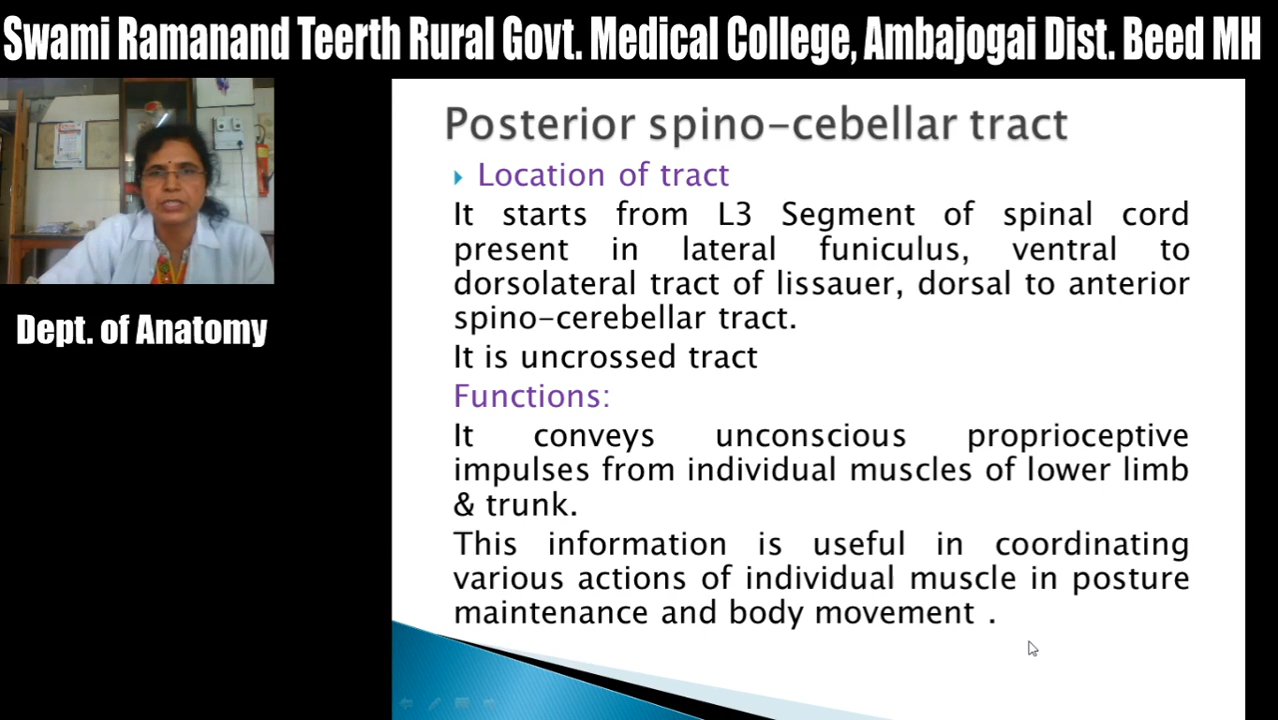 Swami Ramanand Teerth Rural Govt. Medical College, Ambajogai Dist. Beed MH
Dept. of Anatomy
Posterior spino-cebellar tract
Location of tract
It starts from L3 Segment of spinal cord
present in lateral funiculus, ventral to
dorsolateral tract of lissauer, dorsal to anterior
spino-cerebellar tract.
It is uncrossed tract
Functions:
It conveys unconscious proprioceptive
impulses from individual muscles of lower limb
& trunk.
This information is useful in coordinating
various actions of individual muscle in posture
maintenance and body movement .